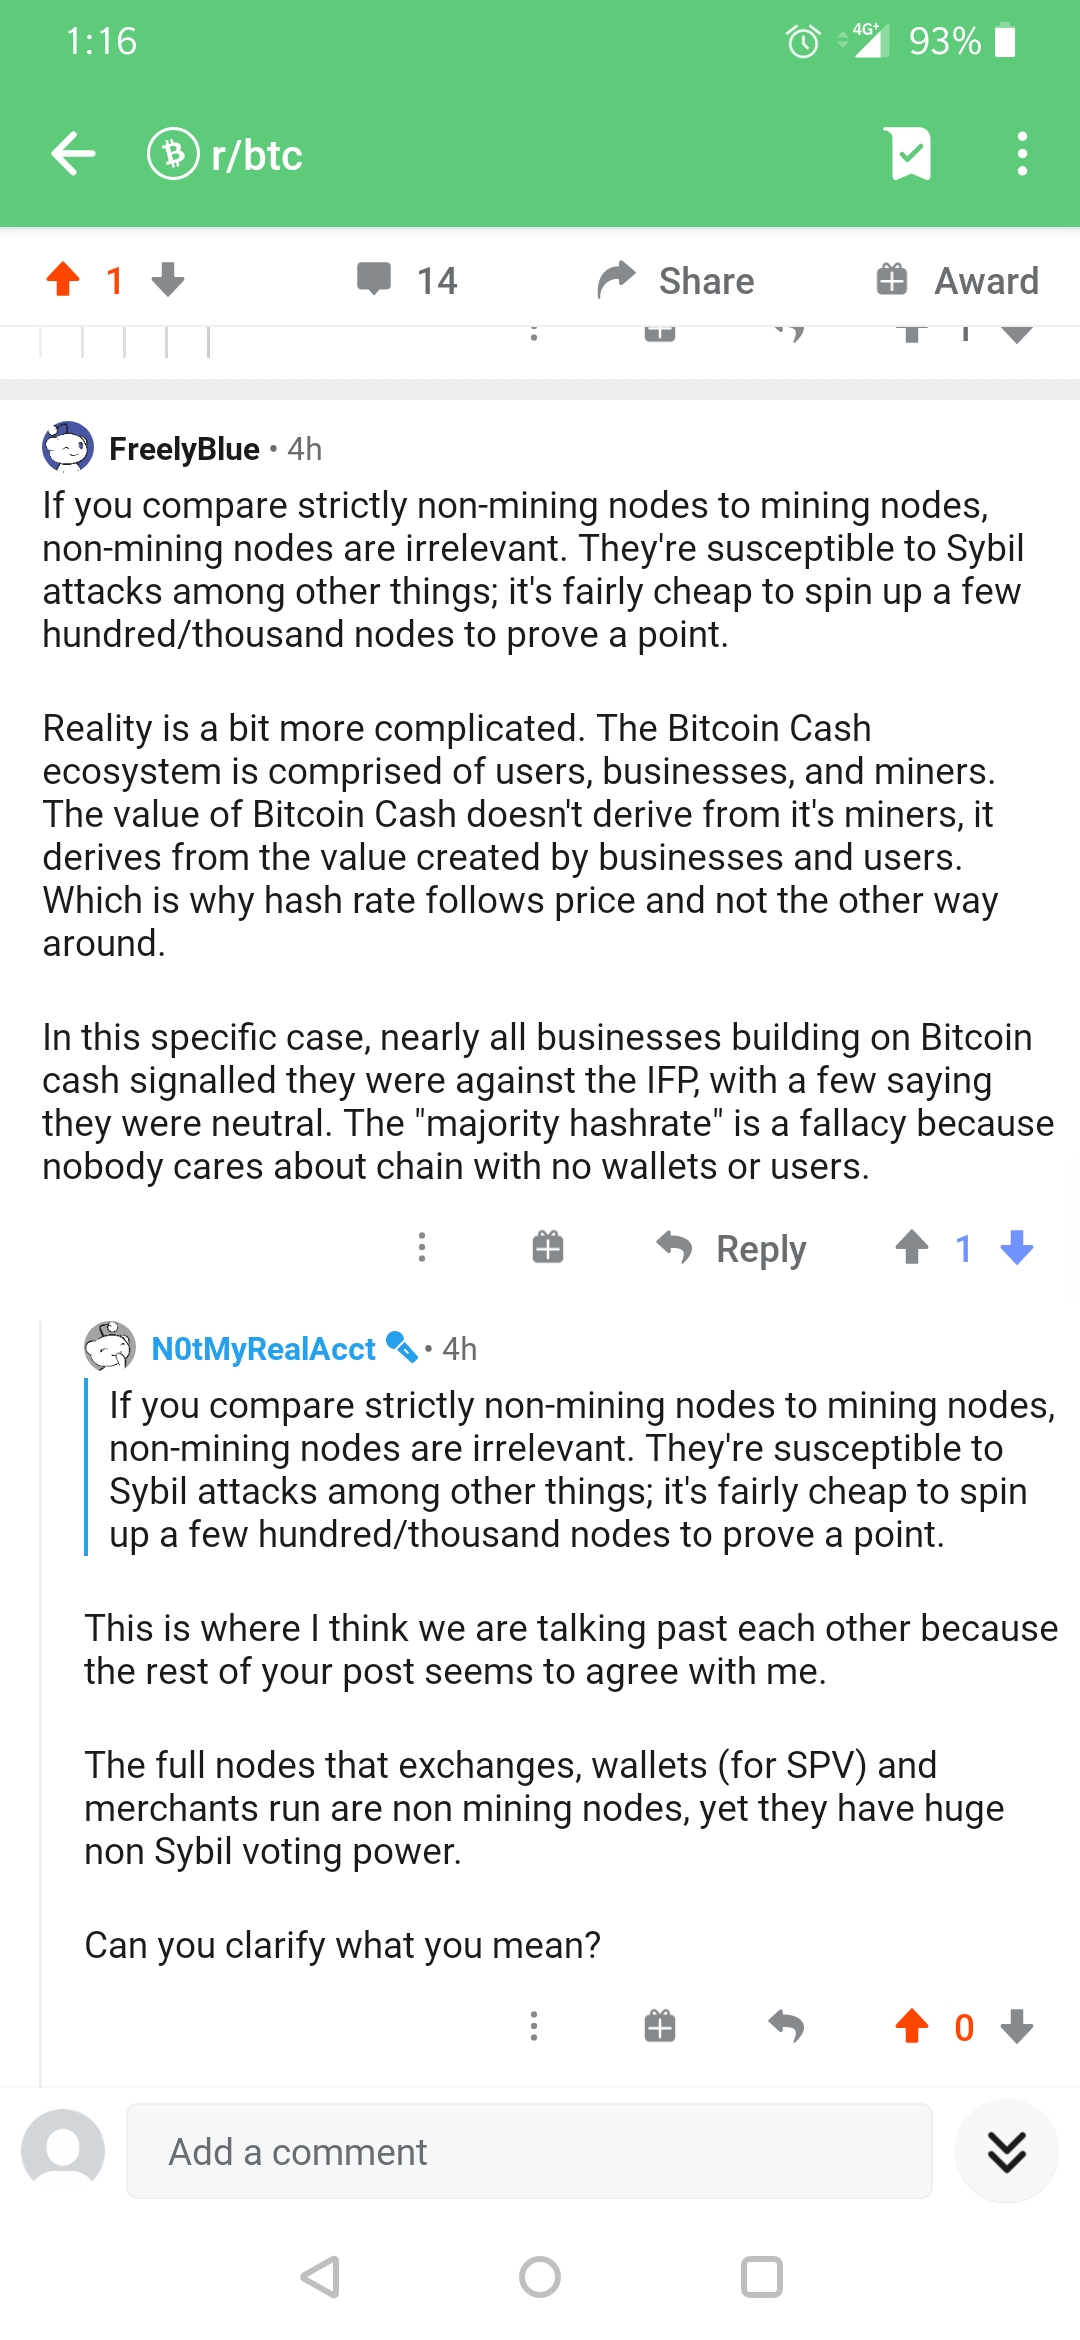 1:16
4G+
93%
r/btc
1
14
Share
Award
1
FreelyBlue • 4h
If you compare strictly non-mining nodes to mining nodes,
non-mining nodes are irrelevant. They're susceptible to Sybil
attacks among other things; it's fairly cheap to spin up a few
hundred/thousand nodes to prove a point.
Reality is a bit more complicated. The Bitcoin Cash
ecosystem is comprised of users, businesses, and miners.
The value of Bitcoin Cash doesn't derive from it's miners, it
derives from the value created by businesses and users.
Which is why hash rate follows price and not the other way
around.
In this specific case, nearly all businesses building on Bitcoin
cash signalled they were against the IFP, with a few saying
they were neutral. The "majority hashrate" is a fallacy because
nobody cares about chain with no wallets or users.
Reply
1
N0tMyRealAcct • 4h
If you compare strictly non-mining nodes to mining nodes,
non-mining nodes are irrelevant. They're susceptible to
Sybil attacks among other things; it's fairly cheap to spin
up a few hundred/thousand nodes to prove a point.
This is where I think we are talking past each other because
the rest of your post seems to agree with me.
The full nodes that exchanges, wallets (for SPV) and
merchants run are non mining nodes, yet they have huge
non Sybil voting power.
Can you clarify what you mean?
0
Add a comment